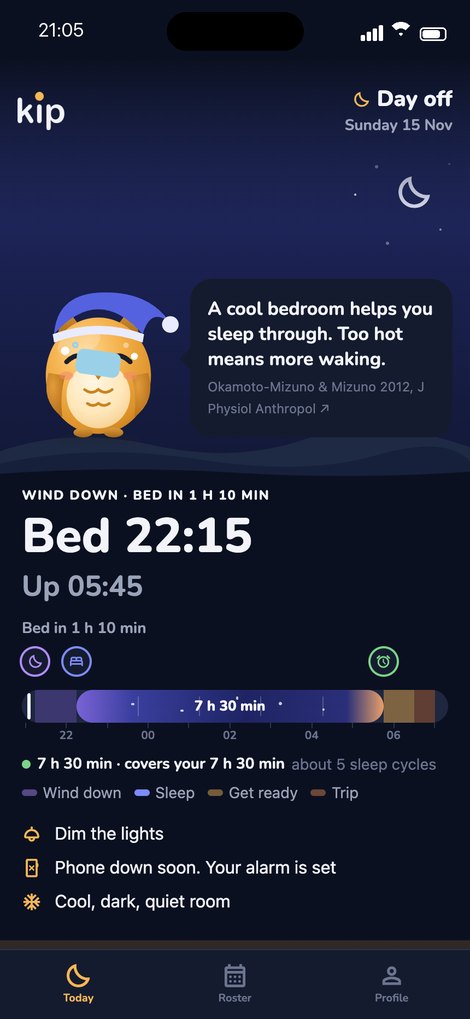 21:05
kip
Day off
Sunday 15 Nov
A cool bedroom helps you
sleep through. Too hot
means more waking.
Okamoto-Mizuno & Mizuno 2012, J
Physiol Anthropol ↗
WIND DOWN · BED IN 1 H 10 MIN
Bed 22:15
Up 05:45
Bed in 1 h 10 min
7 h 30 min
22 00 02 04 06
7 h 30 min · covers your 7 h 30 min about 5 sleep cycles
Wind down Sleep Get ready Trip
Dim the lights
Phone down soon. Your alarm is set
Cool, dark, quiet room
Today Roster Profile